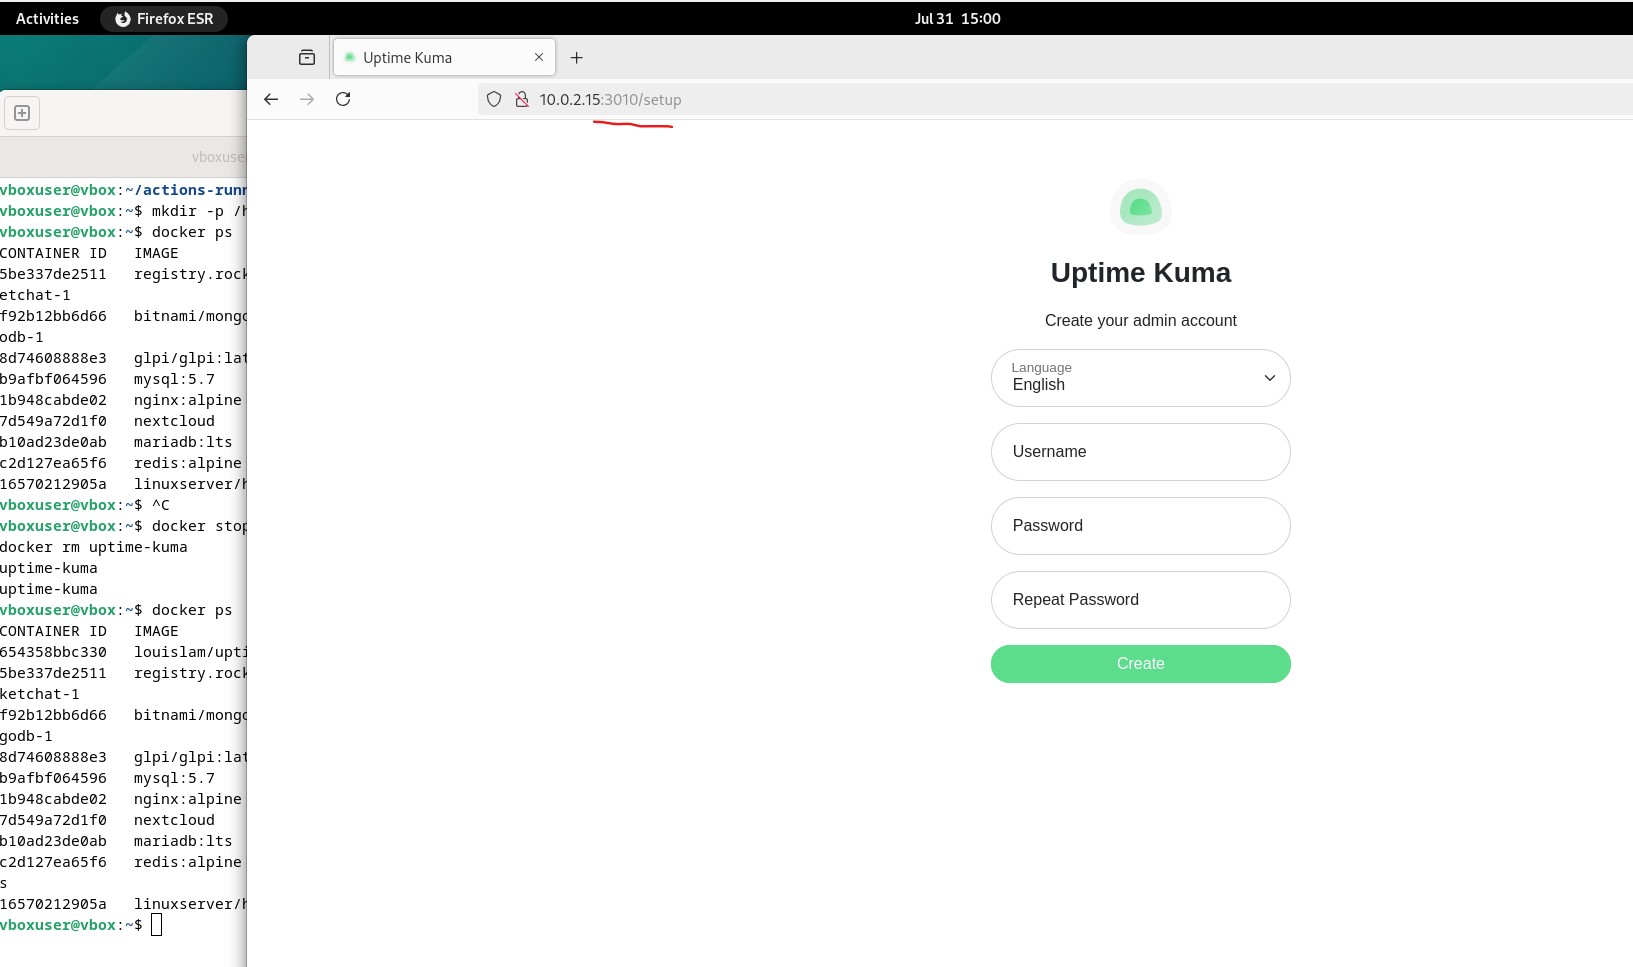 Activities
Firefox ESR
Jul 31 15:00
Uptime Kuma
10.0.2.15:3010/setup
vboxuse
vboxuser@vbox:~/actions-runn
vboxuser@vbox:~$ mkdir -p /h
vboxuser@vbox:~$ docker ps
CONTAINER ID IMAGE
5be337de2511 registry.rock
etchat-1
f92b12bb6d66 bitnami/mongo
odb-1
8d74608888e3 glpi/glpi:lat
b9afbf064596 mysql:5.7
1b948cabde02 nginx:alpine
7d549a72d1f0 nextcloud
b10ad23de0ab mariadb:lts
c2d127ea65f6 redis:alpine
16570212905a linuxserver/h
vboxuser@vbox:~$ ^C
vboxuser@vbox:~$ docker stop
docker rm uptime-kuma
uptime-kuma
uptime-kuma
vboxuser@vbox:~$ docker ps
CONTAINER ID IMAGE
654358bbc330 louislam/upti
5be337de2511 registry.rock
ketchat-1
f92b12bb6d66 bitnami/mongo
godb-1
8d74608888e3 glpi/glpi:lat
b9afbf064596 mysql:5.7
1b948cabde02 nginx:alpine
7d549a72d1f0 nextcloud
b10ad23de0ab mariadb:lts
c2d127ea65f6 redis:alpine
s
16570212905a linuxserver/h
vboxuser@vbox:~$
Uptime Kuma
Create your admin account
Language
English
Username
Password
Repeat Password
Create